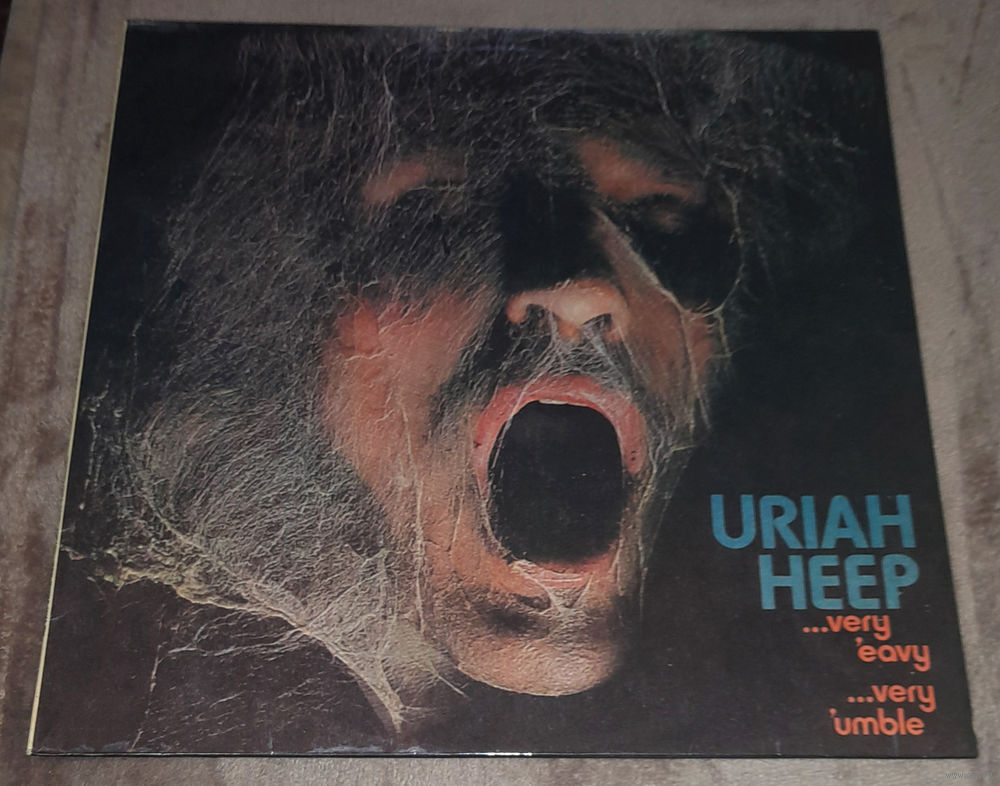 URIAH
HEEP
...very
'eavy
...very
'umble